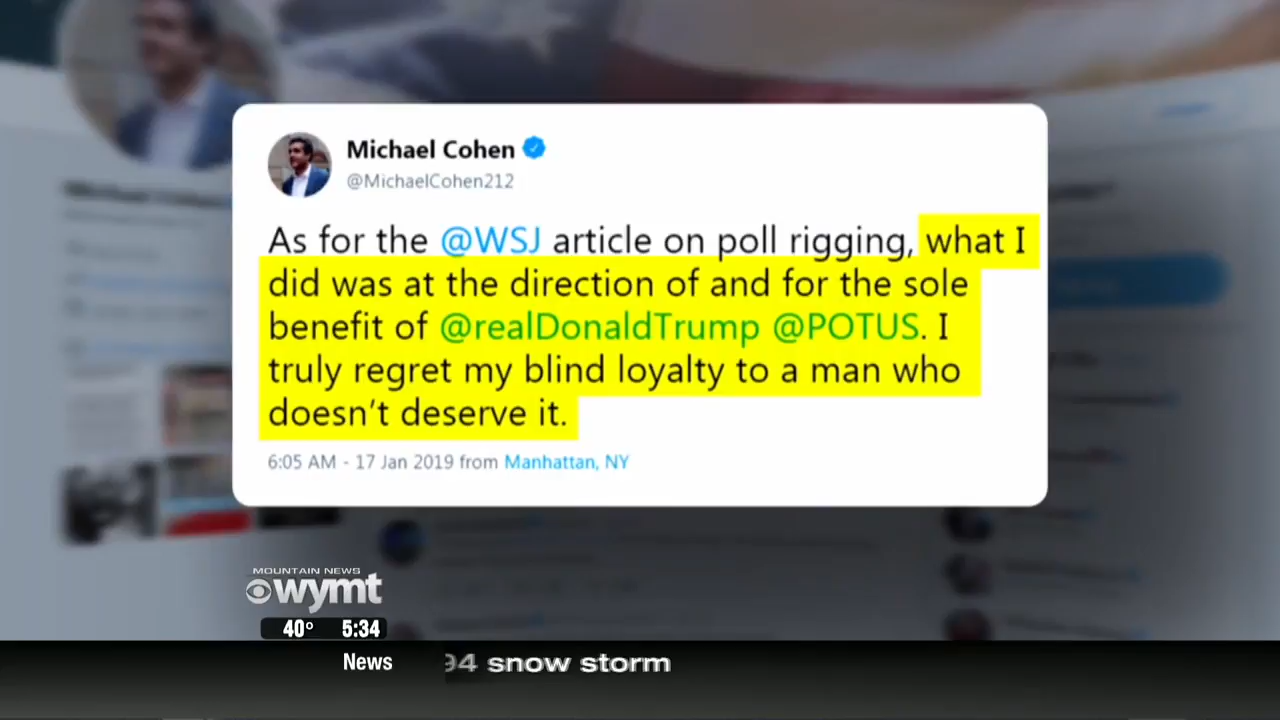 Michael Cohen
@MichaelCohen212
As for the @WSJ article on poll rigging, what I
did was at the direction of and for the sole
benefit of @realDonaldTrump @POTUS. I
truly regret my blind loyalty to a man who
doesn't deserve it.
6:05 AM - 17 Jan 2019 from Manhattan, NY
MOUNTAIN NEWS
wymt
40° 5:34
News 94 snow storm